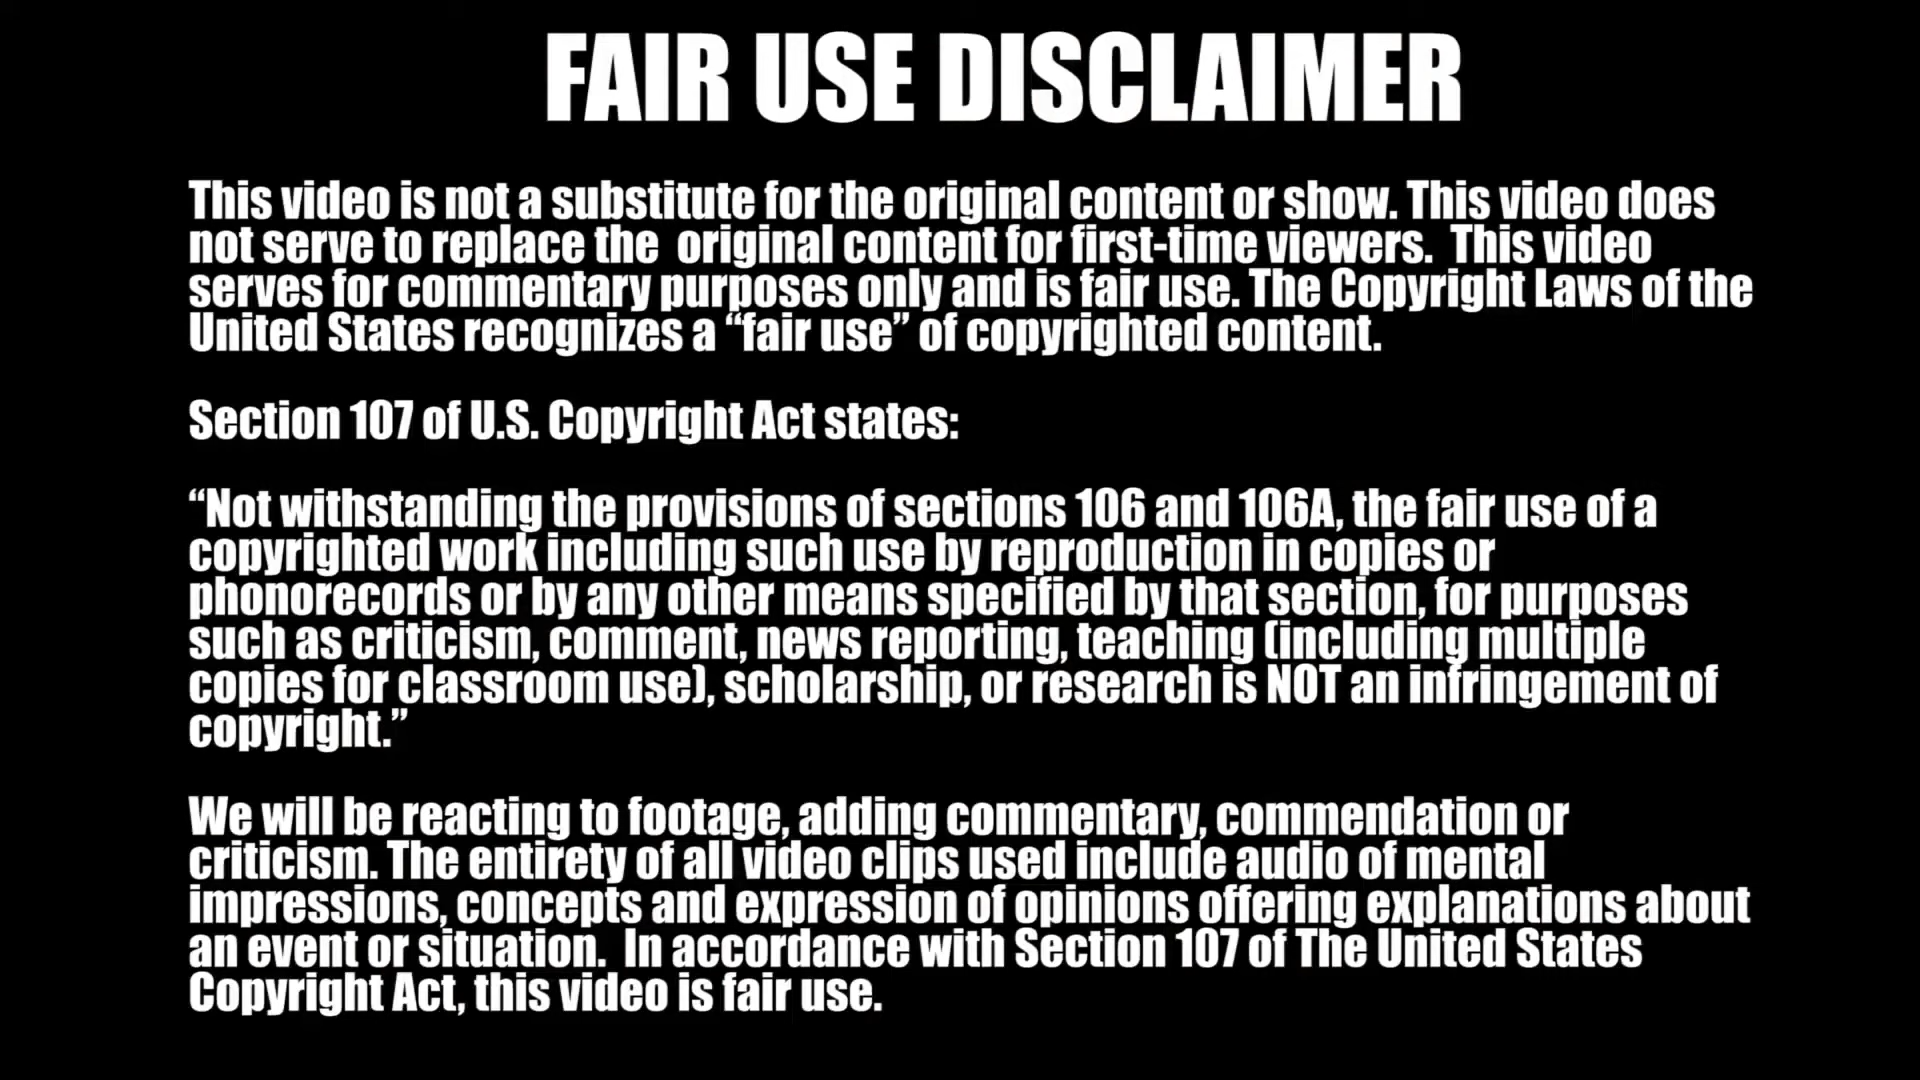 FAIR USE DISCLAIMER
This video is not a substitute for the original content or show. This video does
not serve to replace the  original content for first-time viewers.  This video
serves for commentary purposes only and is fair use. The Copyright Laws of the
United States recognizes a “fair use” of copyrighted content.
Section 107 of U.S. Copyright Act states:
“Not withstanding the provisions of sections 106 and 106A, the fair use of a
copyrighted work including such use by reproduction in copies or
phonorecords or by any other means specified by that section, for purposes
such as criticism, comment, news reporting, teaching (including multiple
copies for classroom use), scholarship, or research is NOT an infringement of
copyright.”
We will be reacting to footage, adding commentary, commendation or
criticism. The entirety of all video clips used include audio of mental
impressions, concepts and expression of opinions offering explanations about
an event or situation.  In accordance with Section 107 of The United States
Copyright Act, this video is fair use.